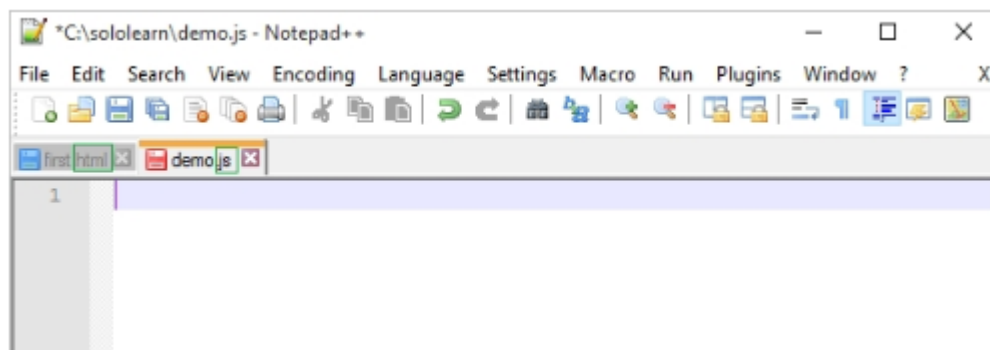 *C:\sololearn\demo.js - Notepad++
File Edit Search View Encoding Language Settings Macro Run Plugins Window ? X
first html demo.js
1